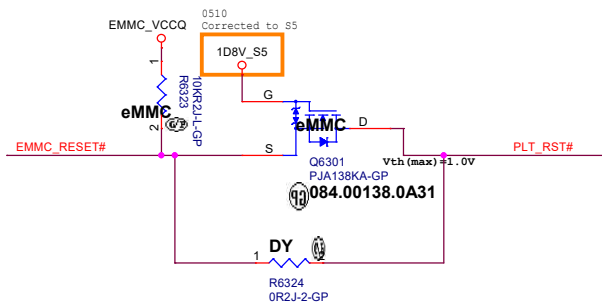 0510
Corrected to S5
EMMC_VCCQ
1D8V_S5
1
R6323
10KR2J-L-GP
eMMC
2
G
eMMC
D
S
EMMC_RESET#
PLT_RST#
Q6301
Vth(max)=1.0V
PJA138KA-GP
084.00138.0A31
DY
1
2
R6324
0R2J-2-GP